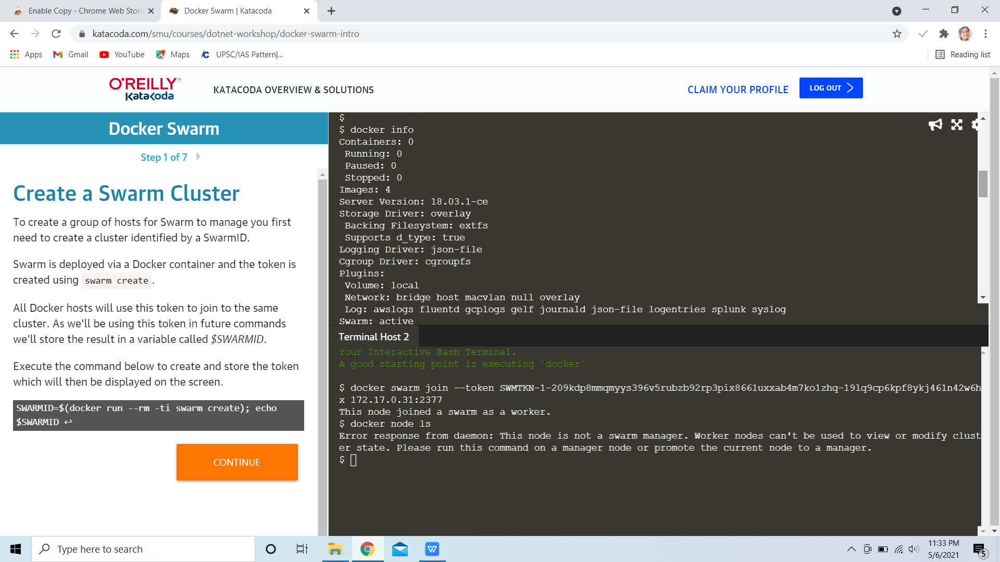 Enable Copy - Chrome Web Store
Docker Swarm | Katacoda
katacoda.com/smu/courses/dotnet-workshop/docker-swarm-intro
Apps
Gmail
YouTube
Maps
UPSC/IAS Pattern|...
Reading list
O'REILLY®
Katacoda
KATACODA OVERVIEW & SOLUTIONS
CLAIM YOUR PROFILE
LOG OUT
Docker Swarm
Step 1 of 7
Create a Swarm Cluster
To create a group of hosts for Swarm to manage you first
need to create a cluster identified by a SwarmID.
Swarm is deployed via a Docker container and the token is
created using swarm create .
All Docker hosts will use this token to join to the same
cluster. As we'll be using this token in future commands
we'll store the result in a variable called $SWARMID.
Execute the command below to create and store the token
which will then be displayed on the screen.
SWARMID=$(docker run --rm -ti swarm create); echo
$SWARMID ↩
CONTINUE
$
$ docker info
Containers: 0
Running: 0
Paused: 0
Stopped: 0
Images: 4
Server Version: 18.03.1-ce
Storage Driver: overlay
Backing Filesystem: extfs
Supports d_type: true
Logging Driver: json-file
Cgroup Driver: cgroupfs
Plugins:
Volume: local
Network: bridge host macvlan null overlay
Log: awslogs fluentd gcplogs gelf journald json-file logentries splunk syslog
Swarm: active
Terminal Host 2
Your Interactive Bash Terminal.
A good starting point is executing `docker`
$ docker swarm join --token SWMTKN-1-209kdp8mmqmyys396v5rubzb92rp3pix8661uxxab4m7ko1zhq-19lq9cp6kpf8ykj461n42w6h
x 172.17.0.31:2377
This node joined a swarm as a worker.
$ docker node ls
Error response from daemon: This node is not a swarm manager. Worker nodes can't be used to view or modify clust
er state. Please run this command on a manager node or promote the current node to a manager.
$
Type here to search
11:33 PM
5/6/2021
5